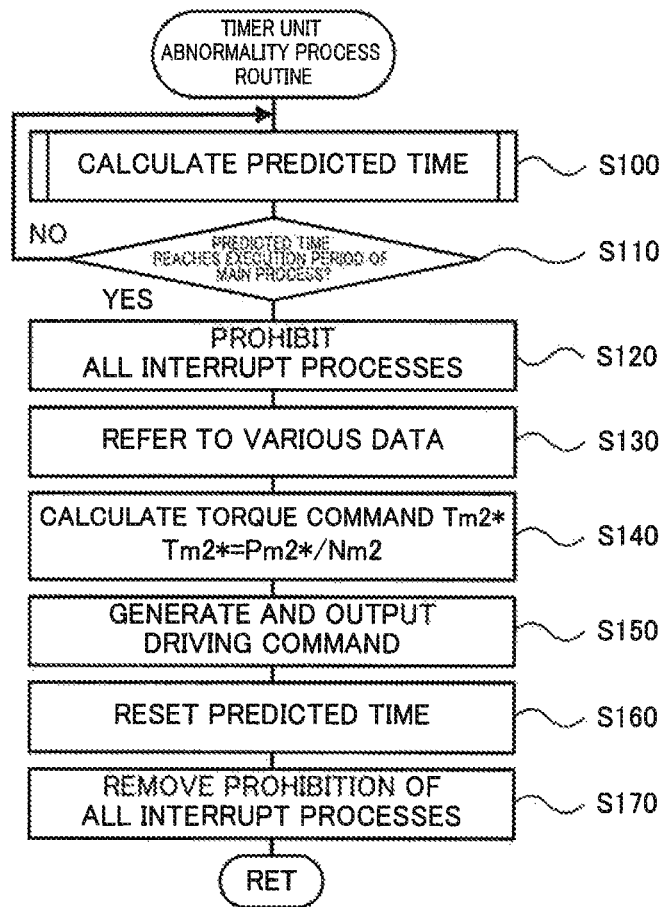 TIMER UNIT
ABNORMALITY PROCESS
ROUTINE
CALCULATE PREDICTED TIME
S100
NO
PREDICTED TIME
REACHES EXECUTION PERIOD OF
MAIN PROCESS?
S110
YES
PROHIBIT
ALL INTERRUPT PROCESSES
S120
REFER TO VARIOUS DATA
S130
CALCULATE TORQUE COMMAND Tm2*
Tm2*=Pm2*/Nm2
S140
GENERATE AND OUTPUT
DRIVING COMMAND
S150
RESET PREDICTED TIME
S160
REMOVE PROHIBITION OF
ALL INTERRUPT PROCESSES
S170
RET